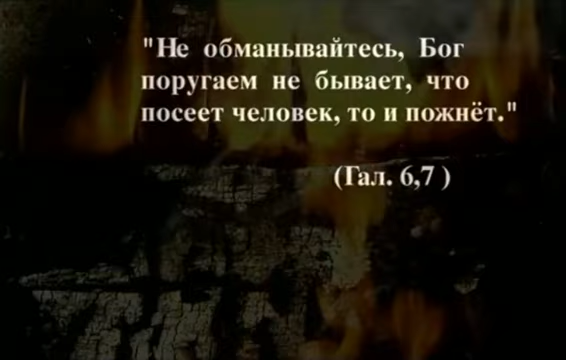 "Не обманывайтесь, Бог
поругаем не бывает, что
посеет человек, то и пожнёт."
(Гал. 6,7 )